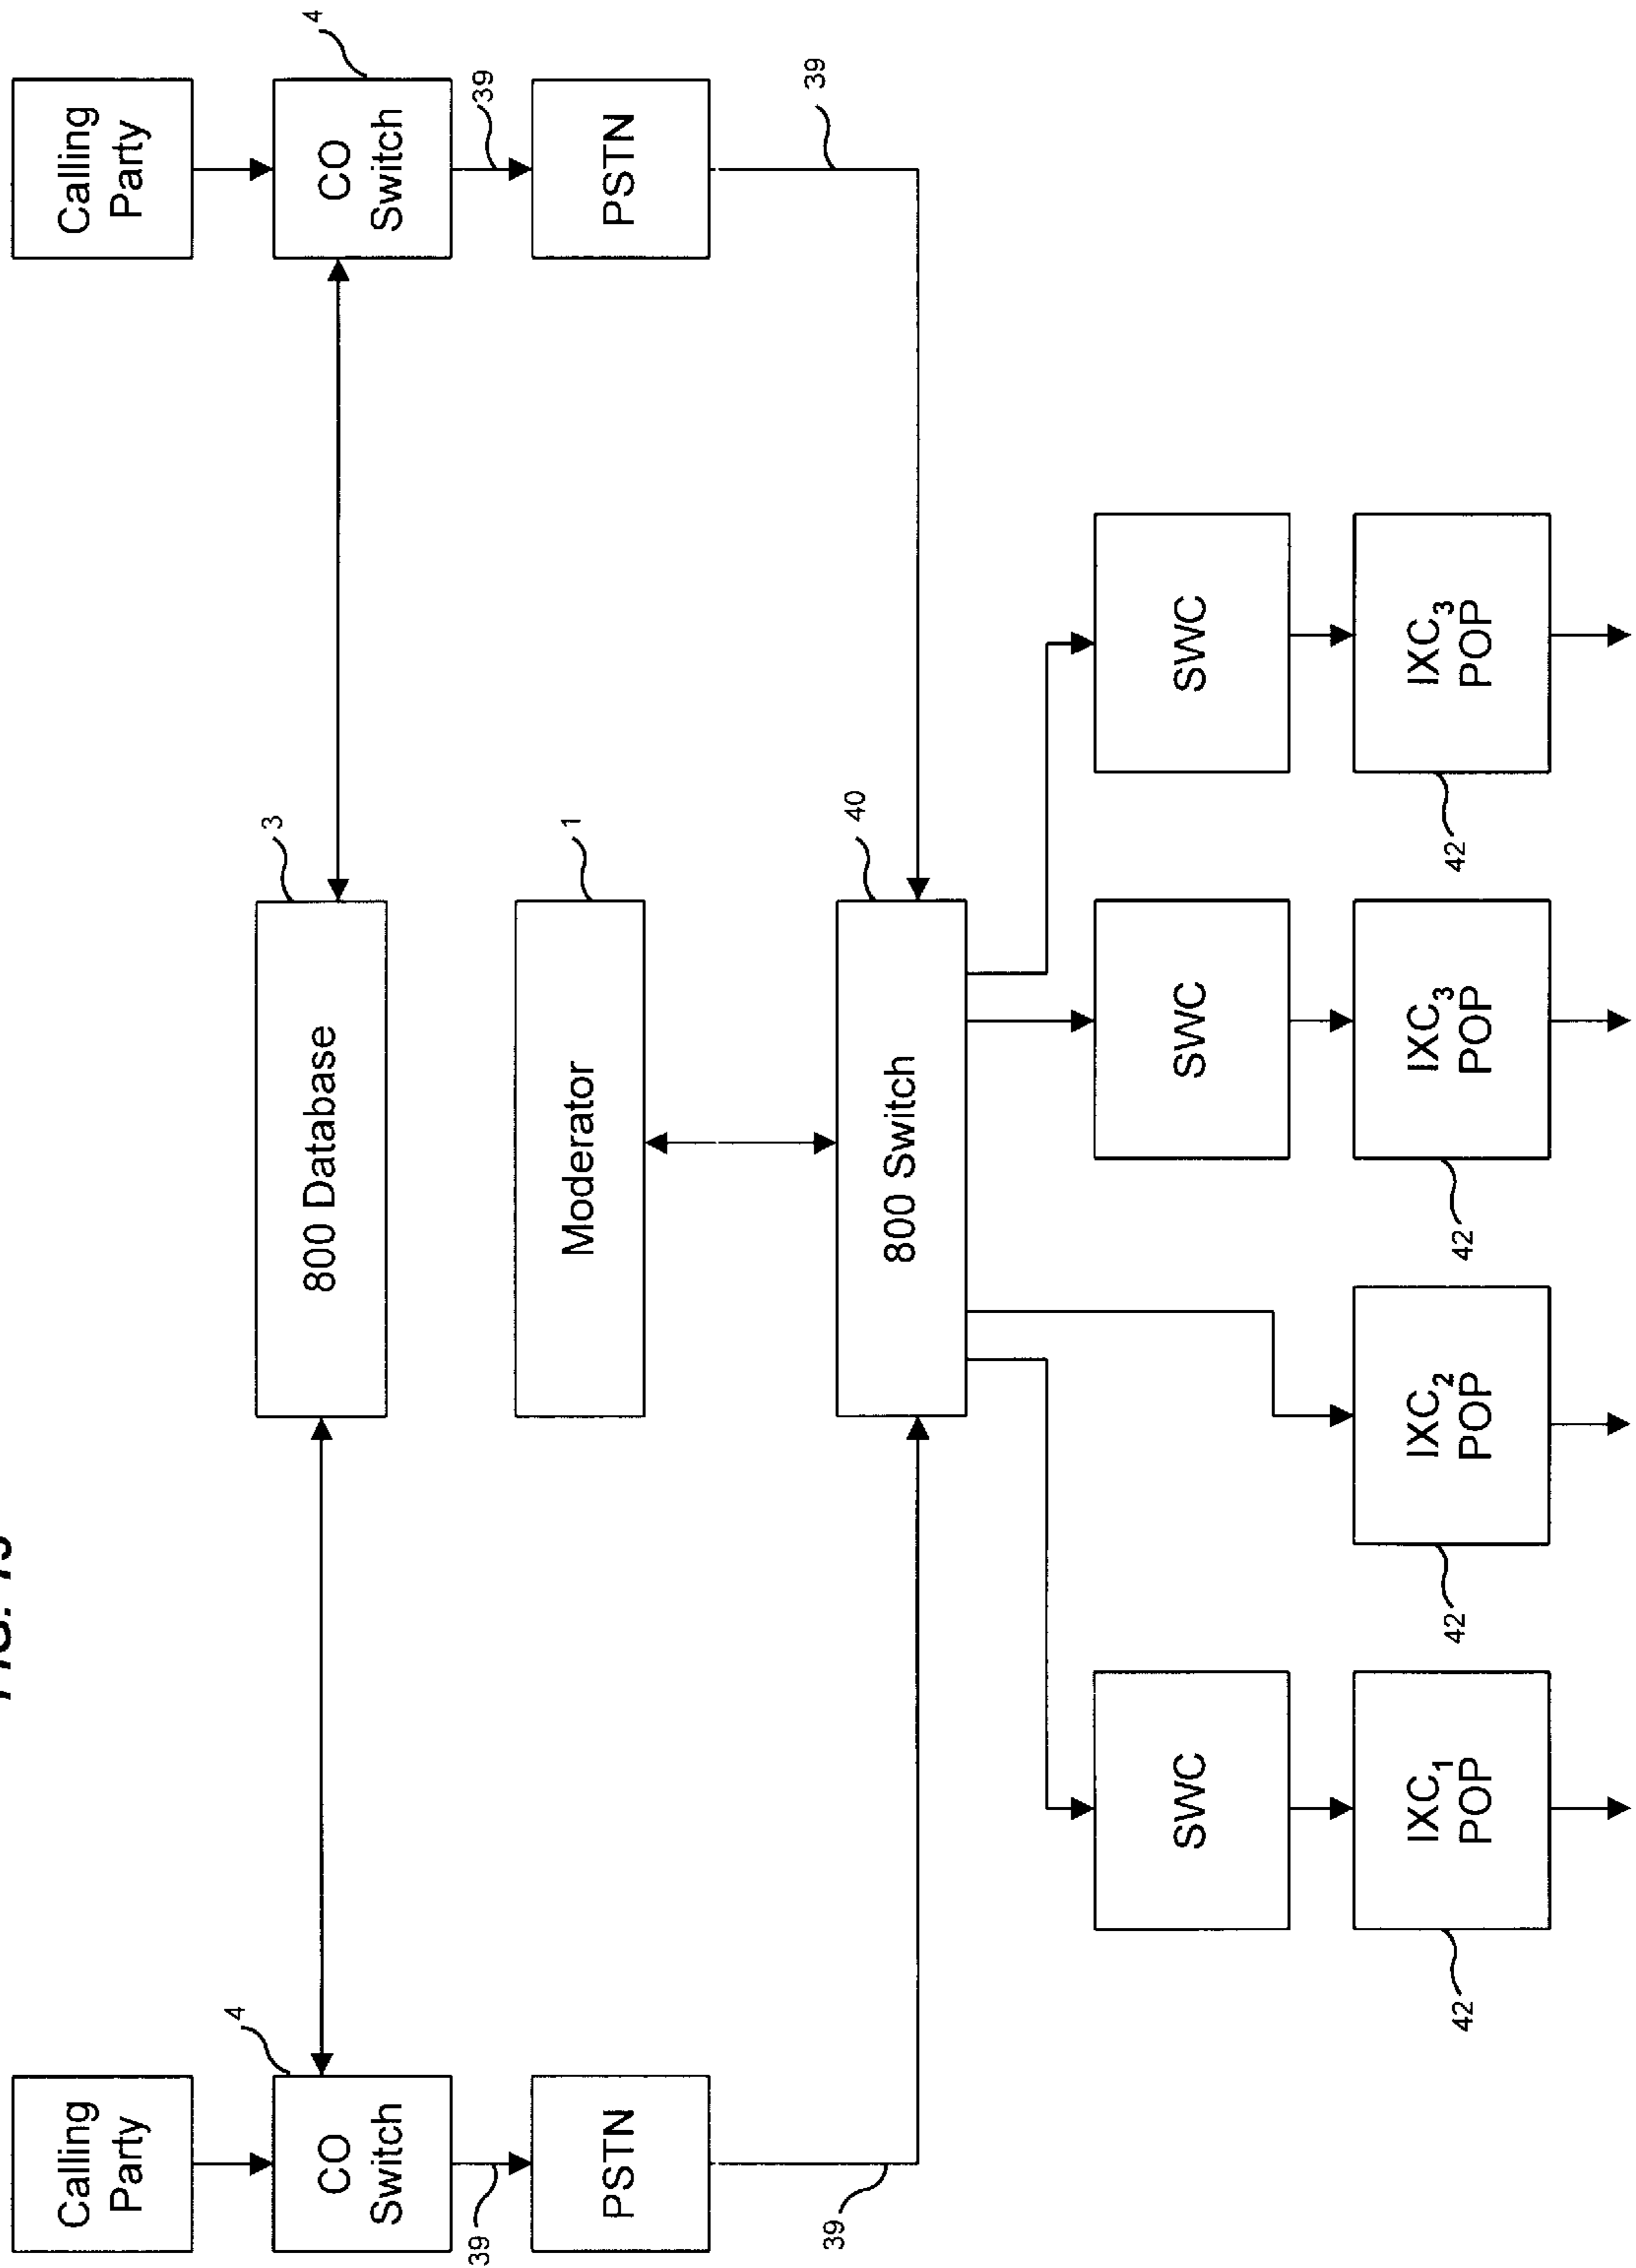 FIG.
Calling
Party
Calling
Party
4
3
4
CO
Switch
800 Database
CO
Switch
39
39
1
PSTN
Moderator
PSTN
39
40
39
800 Switch
SWC
SWC
SWC
42
IXC₁
POP
42
IXC₂
POP
42
IXC₃
POP
42
IXC₃
POP